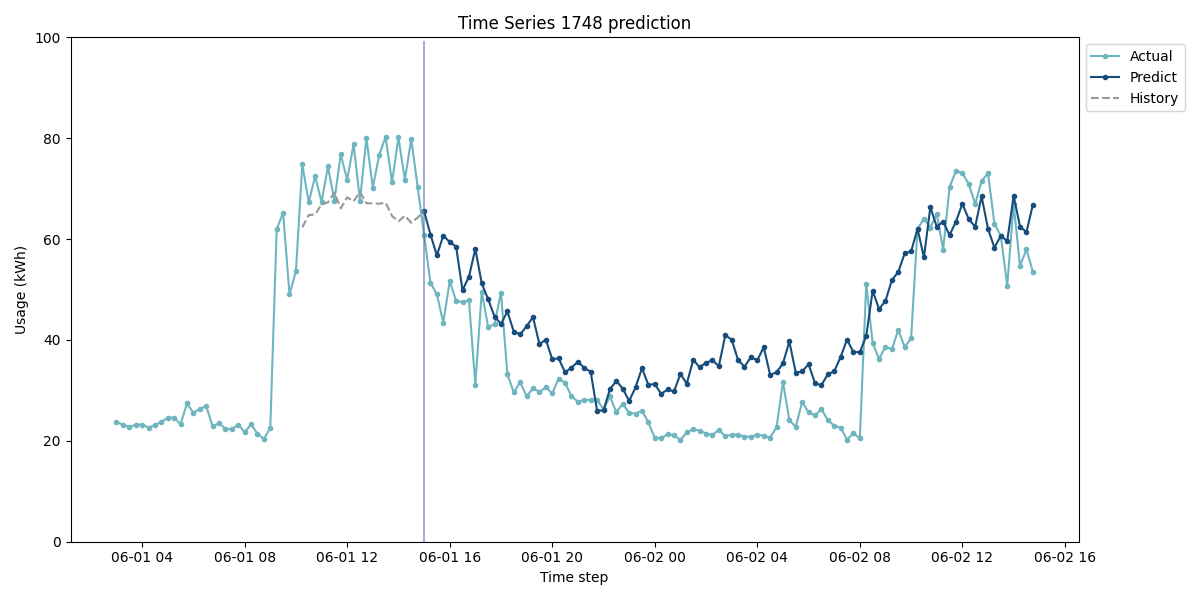 Time Series 1748 prediction
100
80
60
40
20
0
Usage (kWh)
06-01 04
06-01 08
06-01 12
06-01 16
06-01 20
06-02 00
06-02 04
06-02 08
06-02 12
06-02 16
Time step
Actual
Predict
History